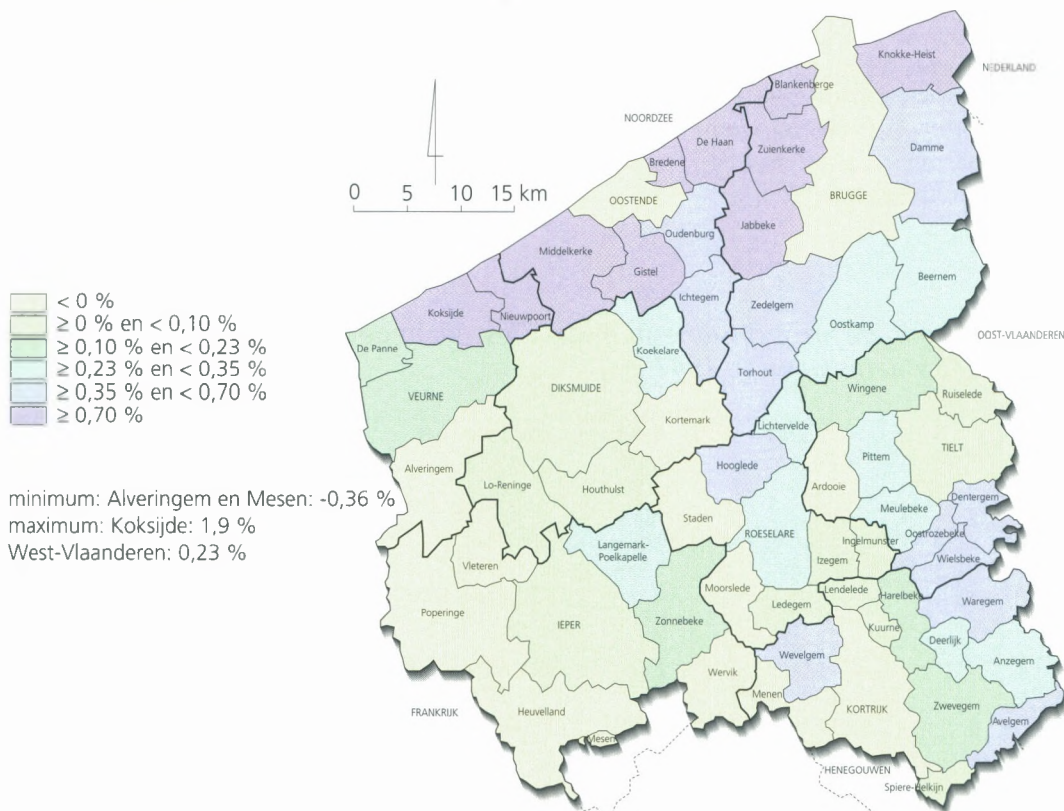 Knokke-Heist
NEDERLAND
Blankenberge
NOORDZEE
De Haan
Zuienkerke
Damme
Bredene
0 5 10 15 km
OOSTENDE
BRUGGE
Jabbeke
Oudenburg
Middelkerke
Gistel
Beernem
< 0 %
≥ 0 % en < 0,10 %
≥ 0,10 % en < 0,23 %
≥ 0,23 % en < 0,35 %
≥ 0,35 % en < 0,70 %
≥ 0,70 %
Ichtegem
Zedelgem
Koksijde
Nieuwpoort
Oostkamp
OOST-VLAANDEREN
De Panne
Koekelare
Torhout
DIKSMUIDE
Wingene
VEURNE
Ruiselede
Kortemark
Lichtervelde
TIELT
Alveringem
Pittem
Hooglede
Lo-Reninge
Houthulst
Ardooie
Dentergem
minimum: Alveringem en Mesen: -0,36 %
maximum: Koksijde: 1,9 %
West-Vlaanderen: 0,23 %
Meulebeke
Staden
ROESELARE
Oostrozebeke
Ingelmunster
Langemark-
Poelkapelle
Izegem
Wielsbeke
Vleteren
Moorslede
Lendelede
Harelbeke
Waregem
Poperinge
Ledegem
IEPER
Zonnebeke
Kuurne
Deerlijk
Wevelgem
Anzegem
Wervik
Menen
FRANKRIJK
Heuvelland
KORTRIJK
Zwevegem
Avelgem
Mesen
HENEGOUWEN
Spiere-Helkijn